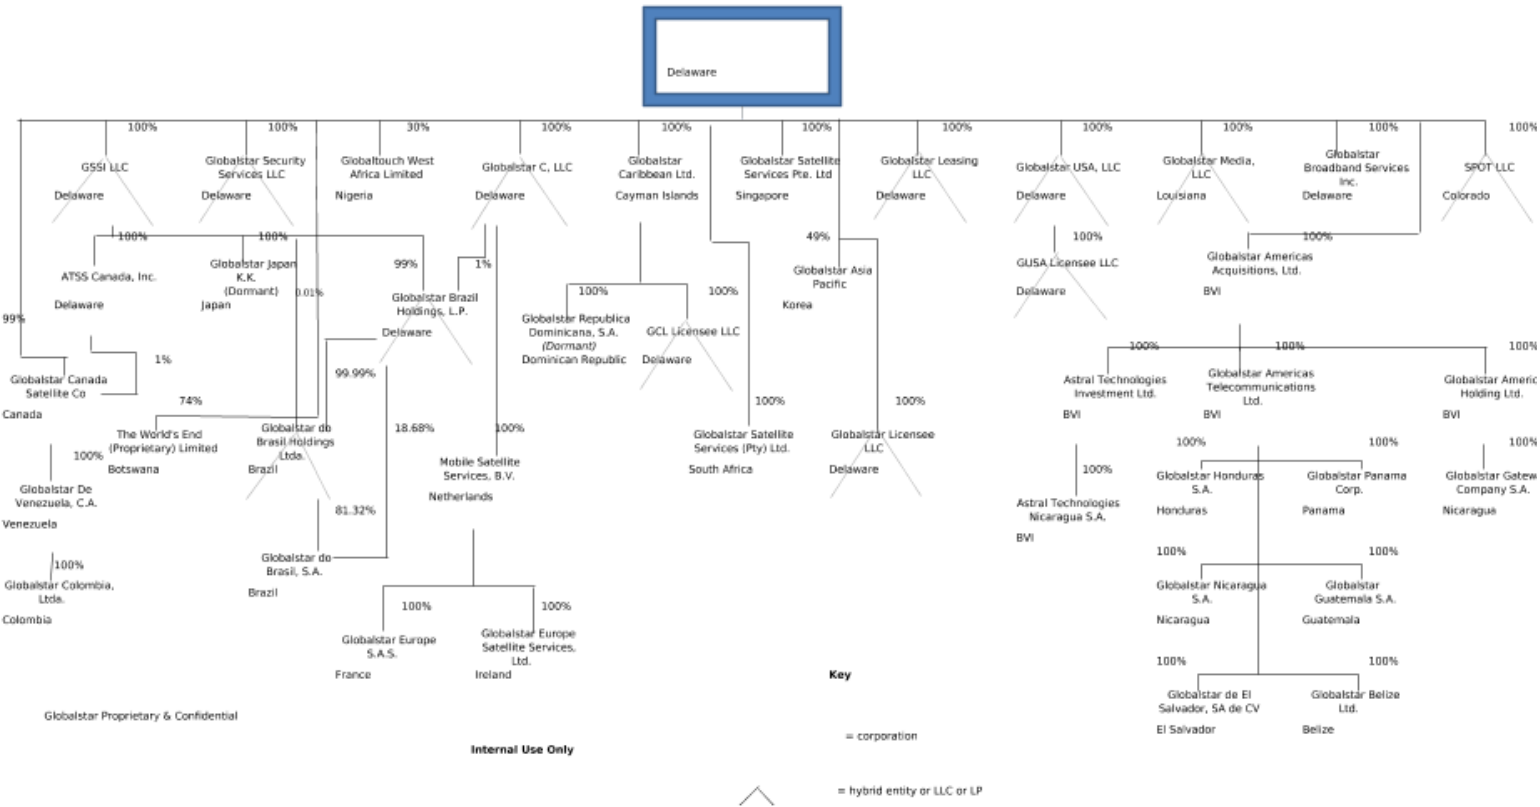 Delaware
100%
100%
30%
100%
100%
100%
100%
100%
100%
100%
100%
GSSI LLC
Delaware
Globalstar Security
Services LLC
Delaware
Globaltouch West
Africa Limited
Nigeria
Globalstar C, LLC
Delaware
Globalstar
Caribbean Ltd.
Cayman Islands
Globalstar Satellite
Services Pte. Ltd
Singapore
Globalstar Leasing
LLC
Delaware
Globalstar USA, LLC
Delaware
Globalstar Media,
LLC
Louisiana
Globalstar
Broadband Services
Inc.
Delaware
SPOT LLC
Colorado
100%
100%
49%
100%
100%
ATSS Canada, Inc.
Delaware
Globalstar Japan
K.K.
(Dormant)
Japan
0.01%
99%
1%
Globalstar Brazil
Holdings, L.P.
Delaware
100%
100%
Globalstar Asia
Pacific
Korea
GUSA Licensee LLC
Delaware
Globalstar Americas
Acquisitions, Ltd.
BVI
99%
1%
Globalstar Republica
Dominicana, S.A.
(Dormant)
Dominican Republic
GCL Licensee LLC
Delaware
100%
100%
100%
Globalstar Canada
Satellite Co
Canada
74%
99.99%
100%
100%
Astral Technologies
Investment Ltd.
BVI
Globalstar Americas
Telecommunications
Ltd.
BVI
Globalstar Americ
Holding Ltd.
BVI
The World's End
(Proprietary) Limited
Botswana
Globalstar do
Brasil Holdings
Ltda.
Brazil
18.68%
100%
Mobile Satellite
Services, B.V.
Netherlands
Globalstar Satellite
Services (Pty) Ltd.
South Africa
Globalstar Licensee
LLC
Delaware
100%
100%
100%
100%
100%
Globalstar De
Venezuela, C.A.
Venezuela
81.32%
Astral Technologies
Nicaragua S.A.
BVI
Globalstar Honduras
S.A.
Honduras
Globalstar Panama
Corp.
Panama
Globalstar Gatew
Company S.A.
Nicaragua
100%
Globalstar Colombia,
Ltda.
Colombia
Globalstar do
Brasil, S.A.
Brazil
100%
100%
Globalstar Nicaragua
S.A.
Nicaragua
Globalstar
Guatemala S.A.
Guatemala
100%
100%
Globalstar Europe
S.A.S.
France
Globalstar Europe
Satellite Services,
Ltd.
Ireland
100%
100%
Globalstar de El
Salvador, SA de CV
El Salvador
Globalstar Belize
Ltd.
Belize
Key
Globalstar Proprietary & Confidential
= corporation
Internal Use Only
= hybrid entity or LLC or LP